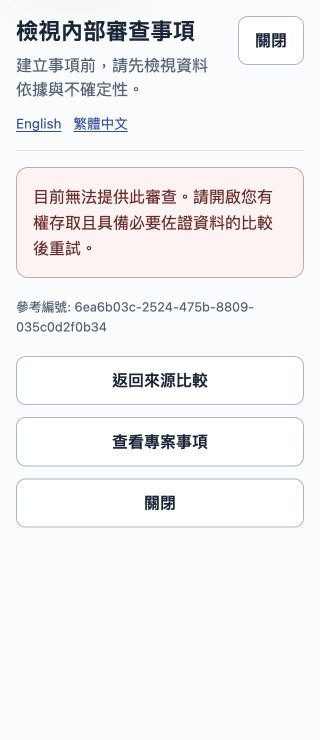 檢視內部審查事項
關閉
建立事項前，請先檢視資料
依據與不確定性。
English 繁體中文
目前無法提供此審查。請開啟您有
權存取且具備必要佐證資料的比較
後重試。
參考編號: 6ea6b03c-2524-475b-8809-
035c0d2f0b34
返回來源比較
查看專案事項
關閉